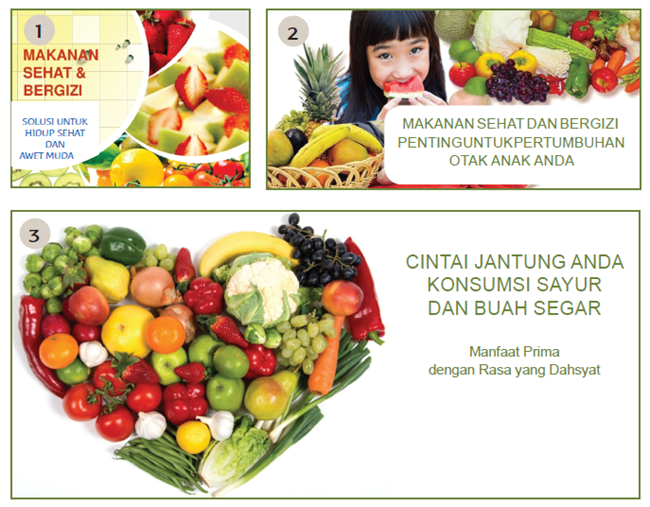 1
MAKANAN
SEHAT &
BERGIZI
SOLUSI UNTUK
HIDUP SEHAT
DAN
AWET MUDA
2
MAKANAN SEHAT DAN BERGIZI
PENTINGUNTUKPERTUMBUHAN
OTAK ANAK ANDA
3
CINTAI JANTUNG ANDA
KONSUMSI SAYUR
DAN BUAH SEGAR
Manfaat Prima
dengan Rasa yang Dahsyat